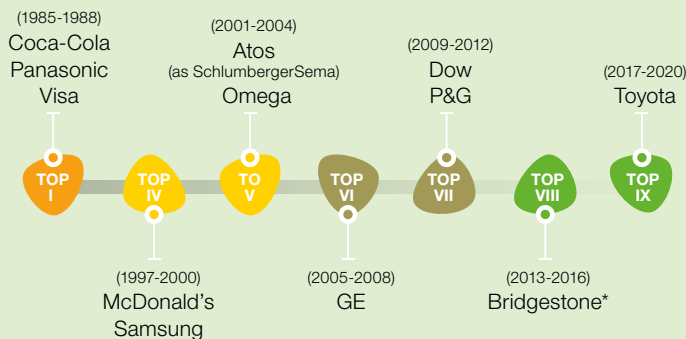 (1985-1988)
Coca-Cola
Panasonic
Visa
(2001-2004)
Atos
(as SchlumbergerSema)
Omega
(2009-2012)
Dow
P&G
(2017-2020)
Toyota
TOP
I
TOP
IV
TO
V
TOP
VI
TOP
VII
TOP
VIII
TOP
IX
(1997-2000)
McDonald's
Samsung
(2005-2008)
GE
(2013-2016)
Bridgestone*